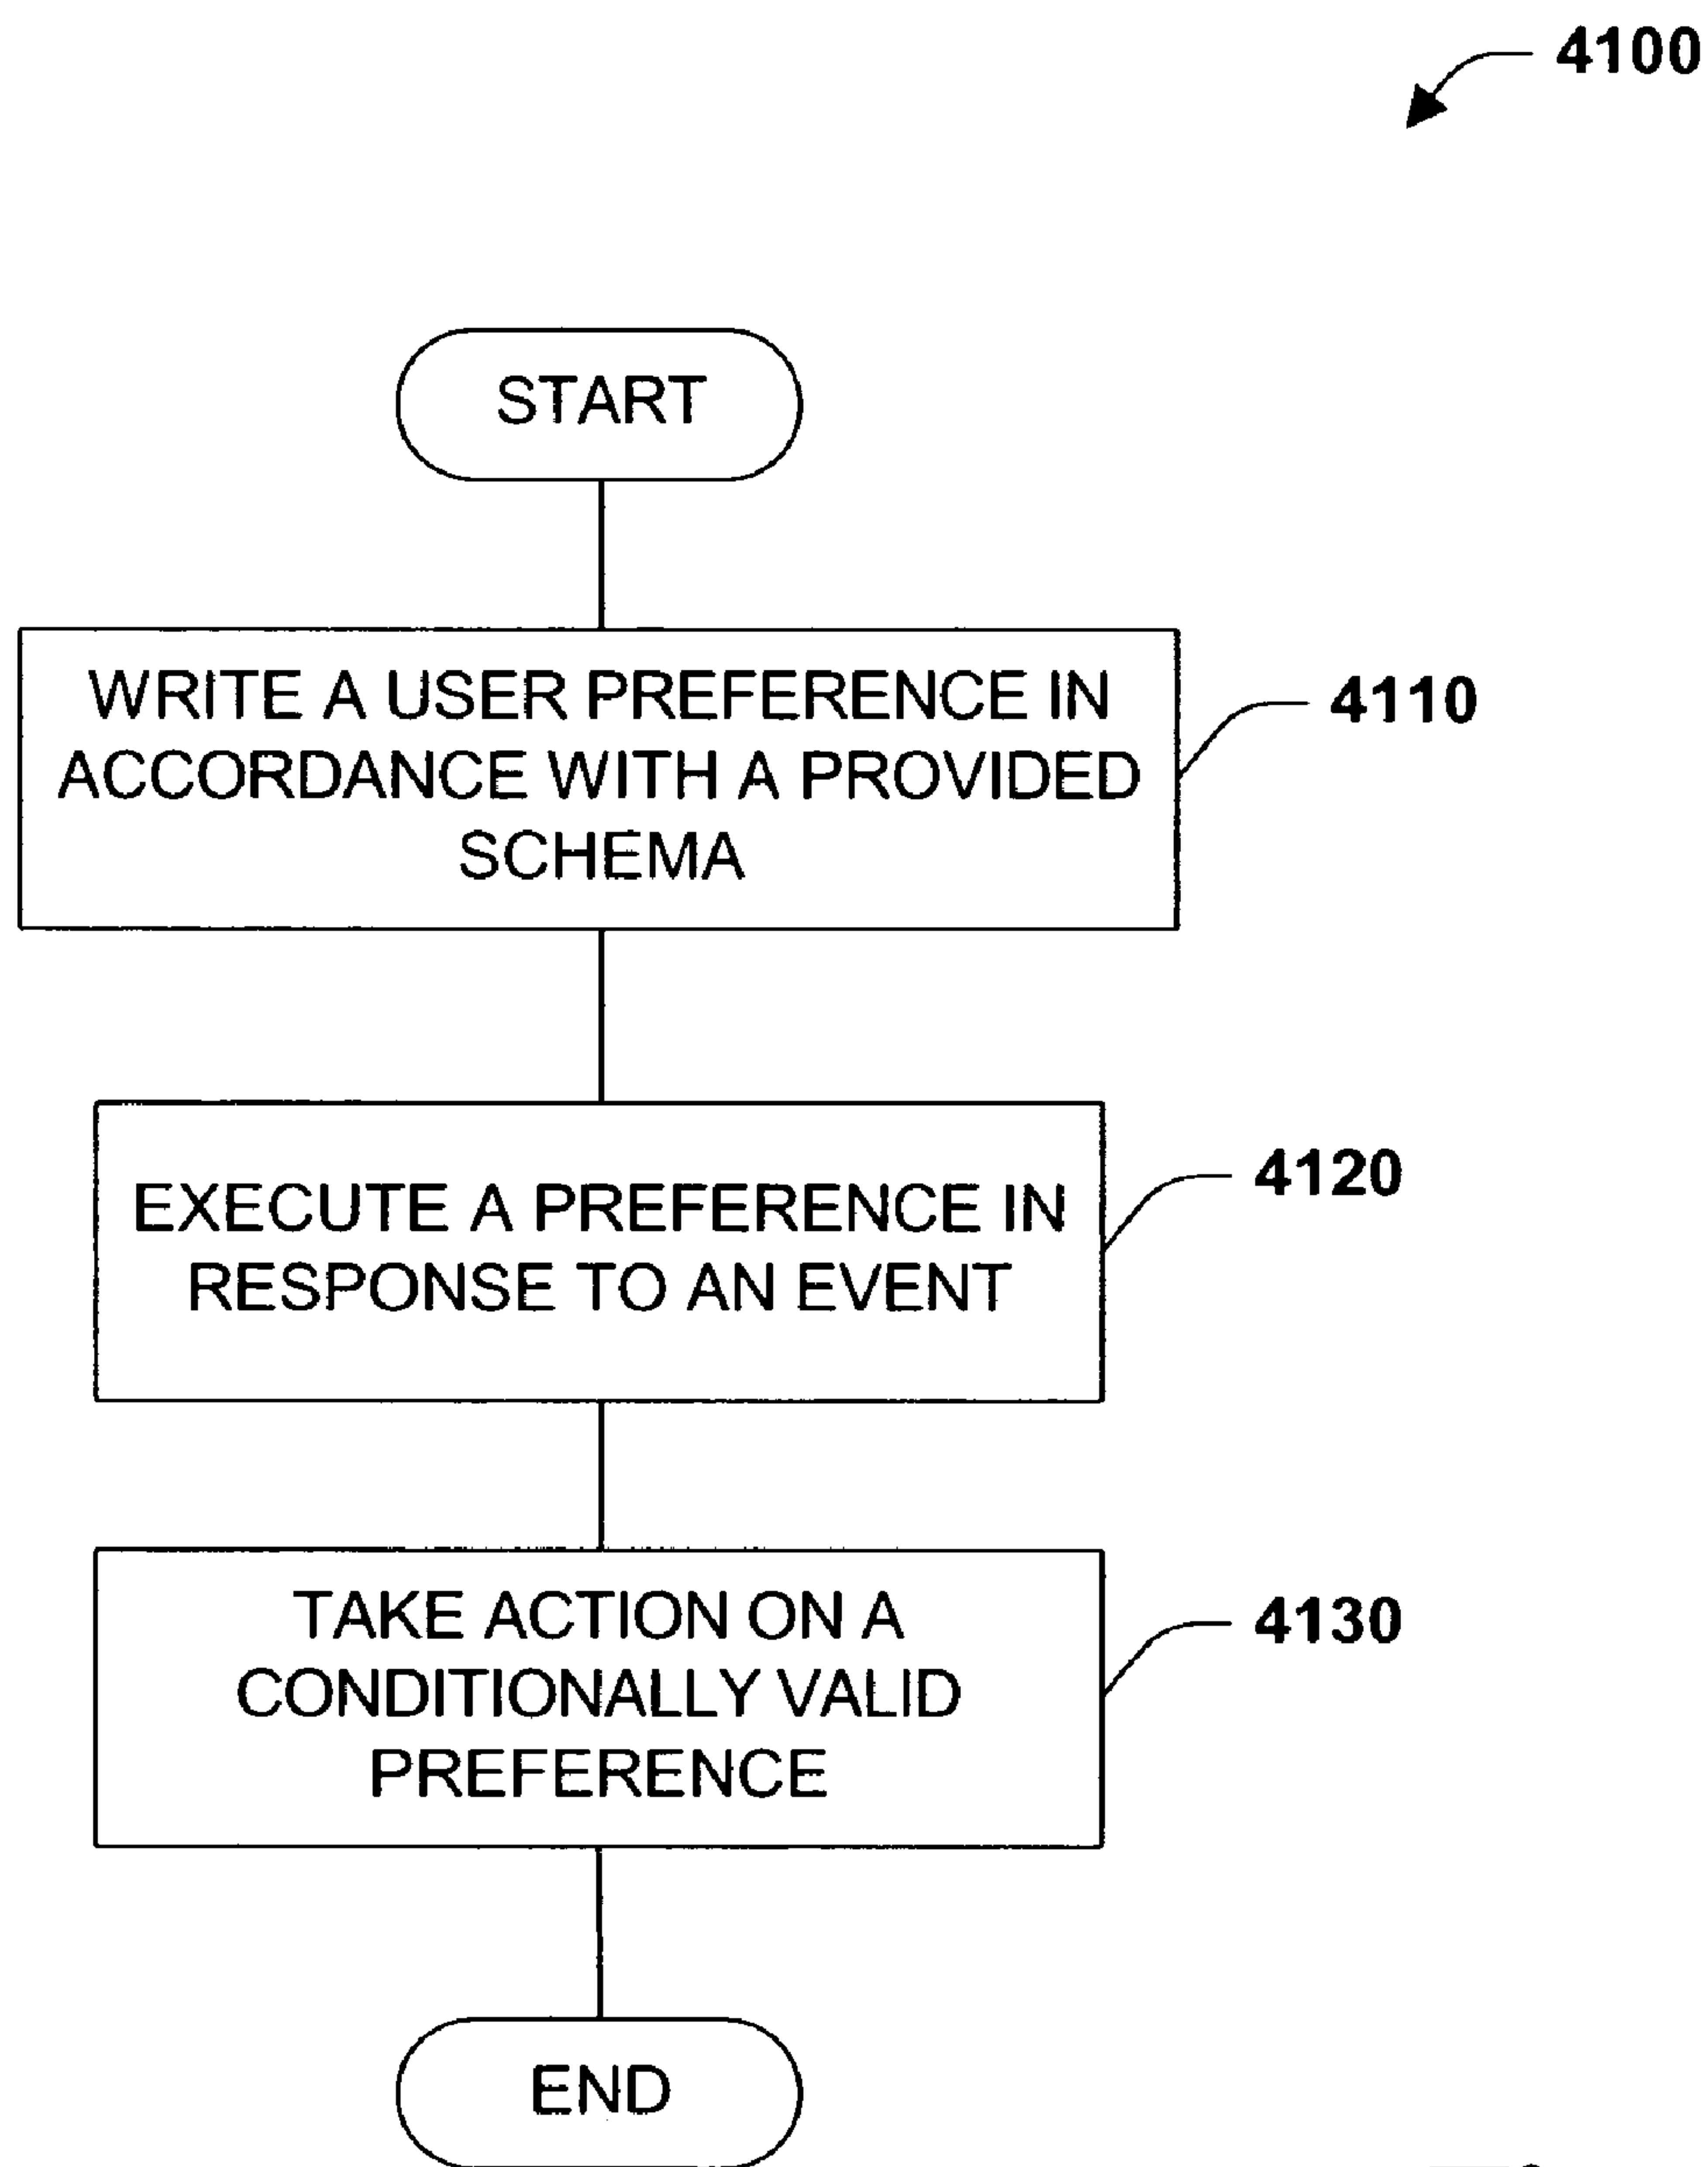 4100
START
WRITE A USER PREFERENCE IN
ACCORDANCE WITH A PROVIDED
SCHEMA
4110
EXECUTE A PREFERENCE IN
RESPONSE TO AN EVENT
4120
TAKE ACTION ON A
CONDITIONALLY VALID
PREFERENCE
4130
END